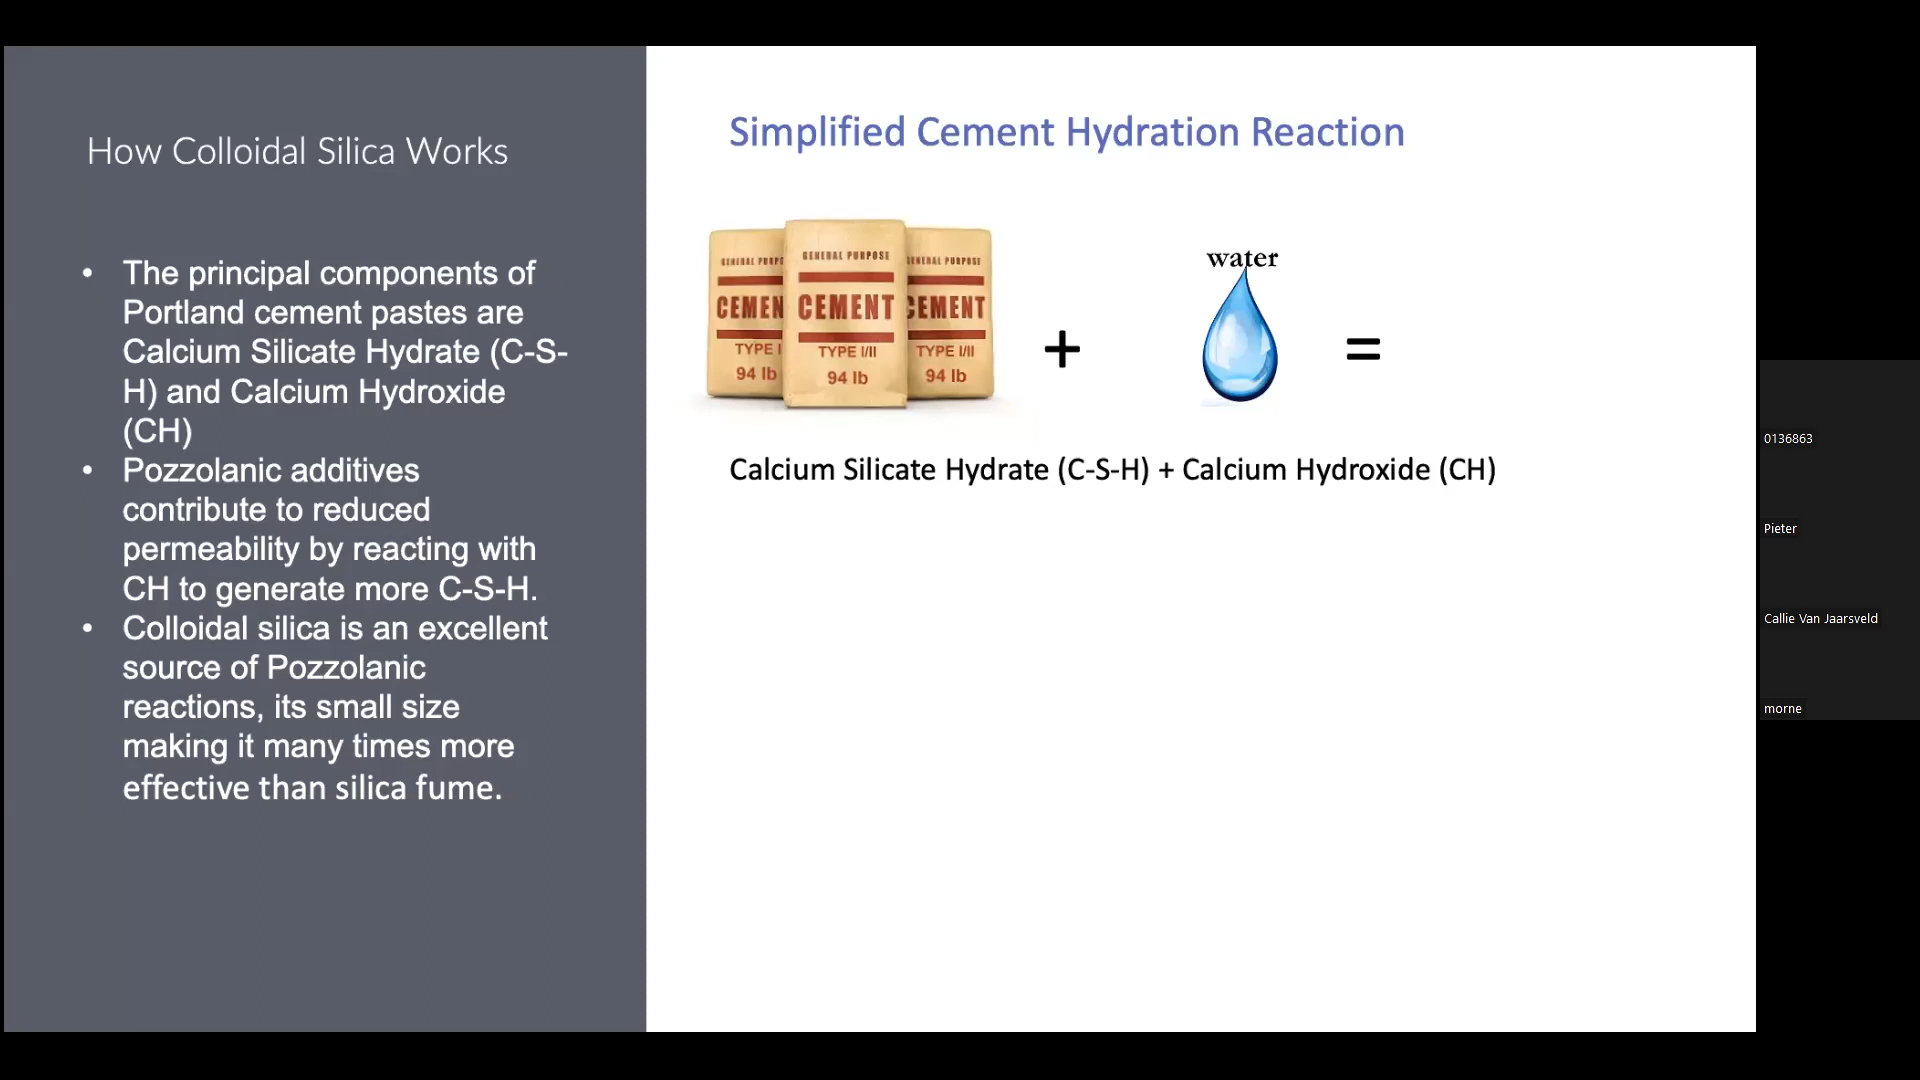 How Colloidal Silica Works
• The principal components of
Portland cement pastes are
Calcium Silicate Hydrate (C-S-
H) and Calcium Hydroxide
(CH)
• Pozzolanic additives
contribute to reduced
permeability by reacting with
CH to generate more C-S-H.
• Colloidal silica is an excellent
source of Pozzolanic
reactions, its small size
making it many times more
effective than silica fume.
Simplified Cement Hydration Reaction
GENERAL PURPO
CEMEN
TYPE I
94 lb
GENERAL PURPOSE
CEMENT
TYPE I/II
94 lb
GENERAL PURPOSE
CEMENT
TYPE I/II
94 lb
+
water
=
Calcium Silicate Hydrate (C-S-H) + Calcium Hydroxide (CH)
0136863
Pieter
Callie Van Jaarsveld
morne